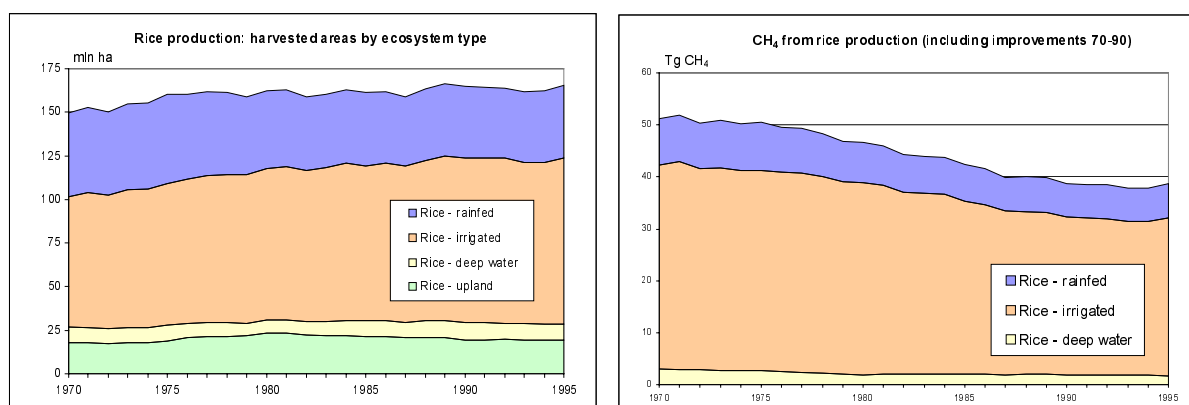 Rice production: harvested areas by ecosystem type
mln ha
175
150
125
100
75
50
25
0
Rice - rainfed
Rice - irrigated
Rice - deep water
Rice - upland
1970 1975 1980 1985 1990 1995
CH₄ from rice production (including improvements 70-90)
Tg CH₄
60
50
40
30
20
10
0
Rice - rainfed
Rice - irrigated
Rice - deep water
1970 1975 1980 1985 1990 1995